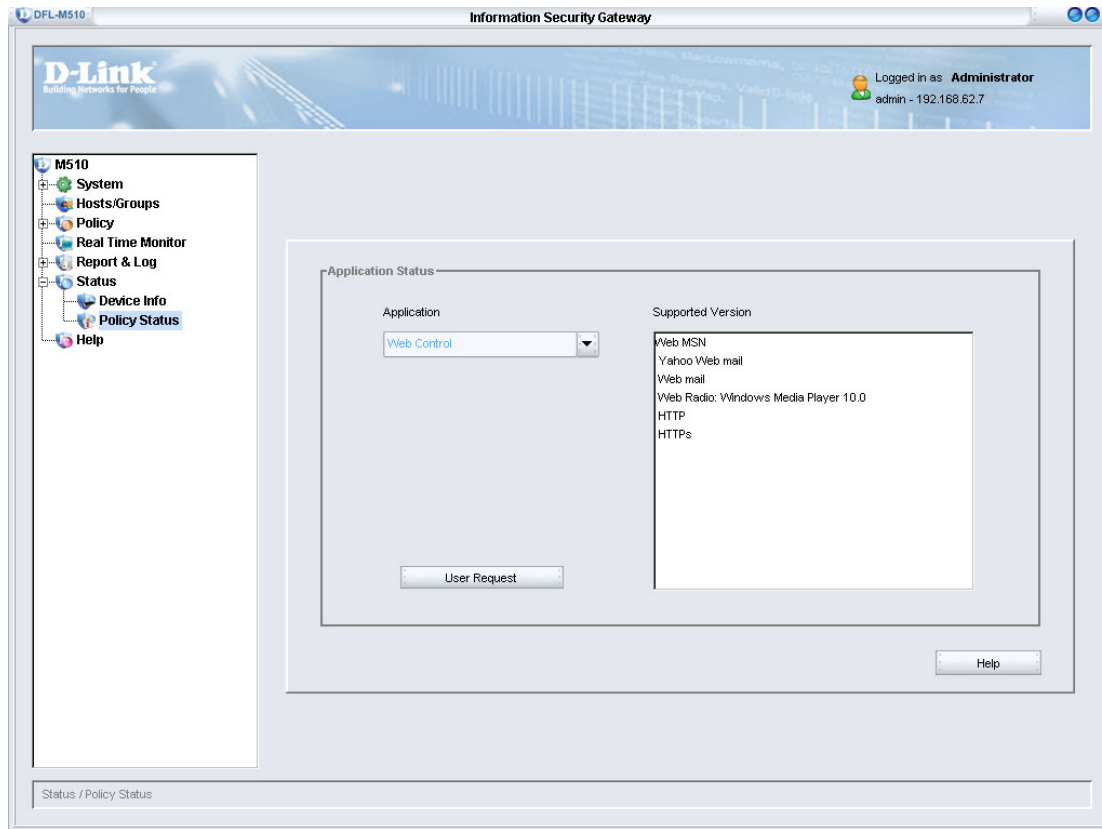 DFL-M510
Information Security Gateway
D-Link
Building Networks for People
Logged in as Administrator
admin - 192.168.62.7
M510
System
Hosts/Groups
Policy
Real Time Monitor
Report & Log
Status
Device Info
Policy Status
Help
Application Status
Application
Supported Version
Web Control
Web MSN
Yahoo Web mail
Web mail
Web Radio: Windows Media Player 10.0
HTTP
HTTPs
User Request
Help
Status / Policy Status